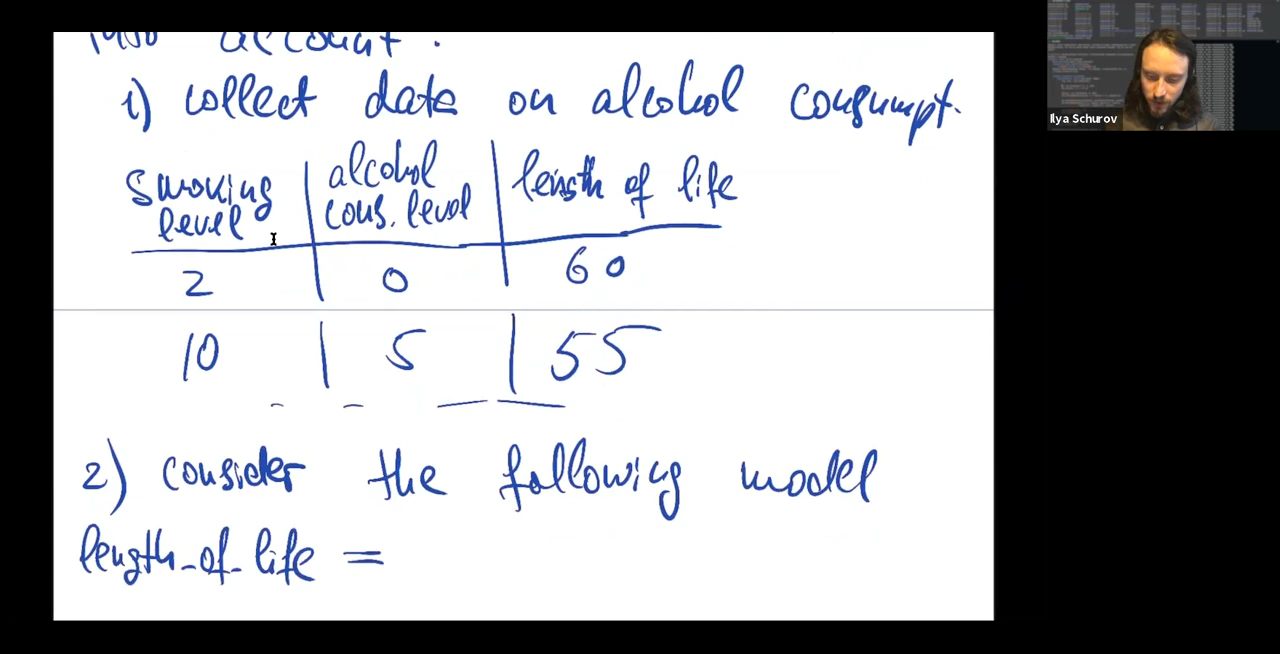 account.
1) collect data on alcohol consumpt.
smoking level | alcohol cons. level | length of life
2 | 0 | 60
10 | 5 | 55
2) consider the following model
length_of_life =
Ilya Schurov